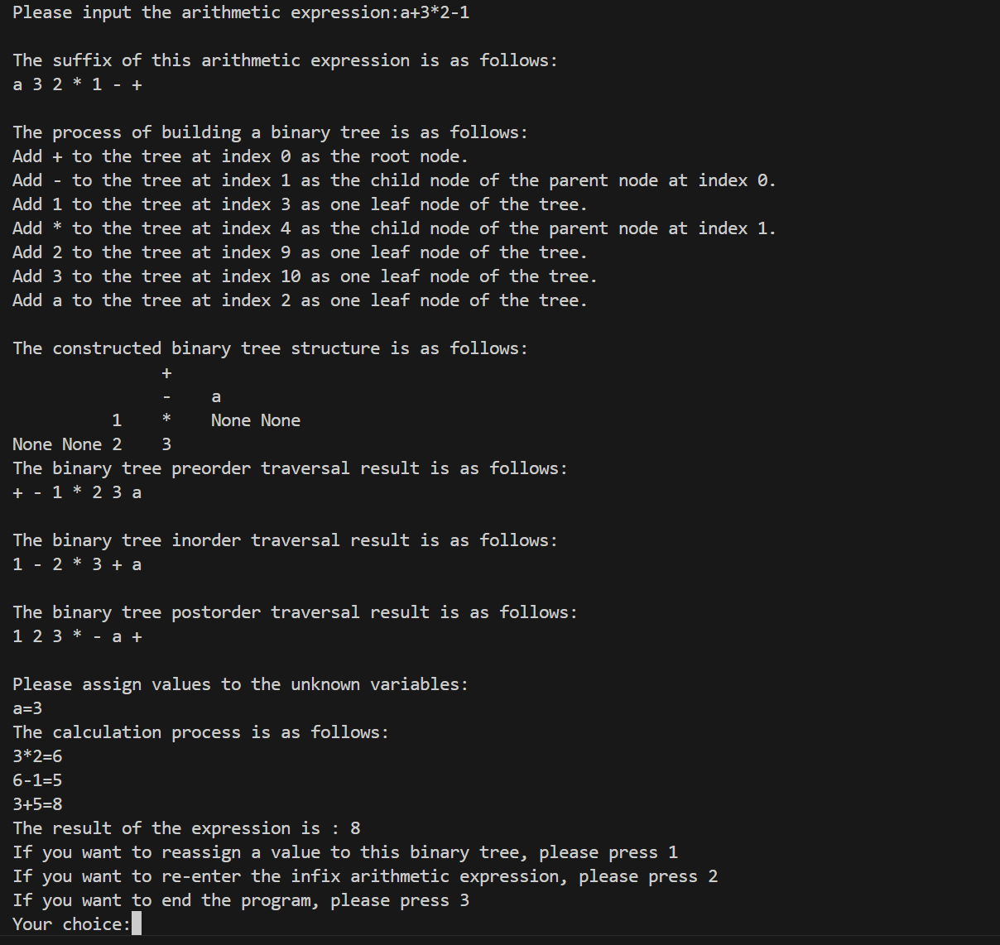 Please input the arithmetic expression:a+3*2-1
The suffix of this arithmetic expression is as follows:
a 3 2 * 1 - +
The process of building a binary tree is as follows:
Add + to the tree at index 0 as the root node.
Add - to the tree at index 1 as the child node of the parent node at index 0.
Add 1 to the tree at index 3 as one leaf node of the tree.
Add * to the tree at index 4 as the child node of the parent node at index 1.
Add 2 to the tree at index 9 as one leaf node of the tree.
Add 3 to the tree at index 10 as one leaf node of the tree.
Add a to the tree at index 2 as one leaf node of the tree.
The constructed binary tree structure is as follows:
               +
               -    a
          1    *    None None
None None 2    3
The binary tree preorder traversal result is as follows:
+ - 1 * 2 3 a
The binary tree inorder traversal result is as follows:
1 - 2 * 3 + a
The binary tree postorder traversal result is as follows:
1 2 3 * - a +
Please assign values to the unknown variables:
a=3
The calculation process is as follows:
3*2=6
6-1=5
3+5=8
The result of the expression is : 8
If you want to reassign a value to this binary tree, please press 1
If you want to re-enter the infix arithmetic expression, please press 2
If you want to end the program, please press 3
Your choice: